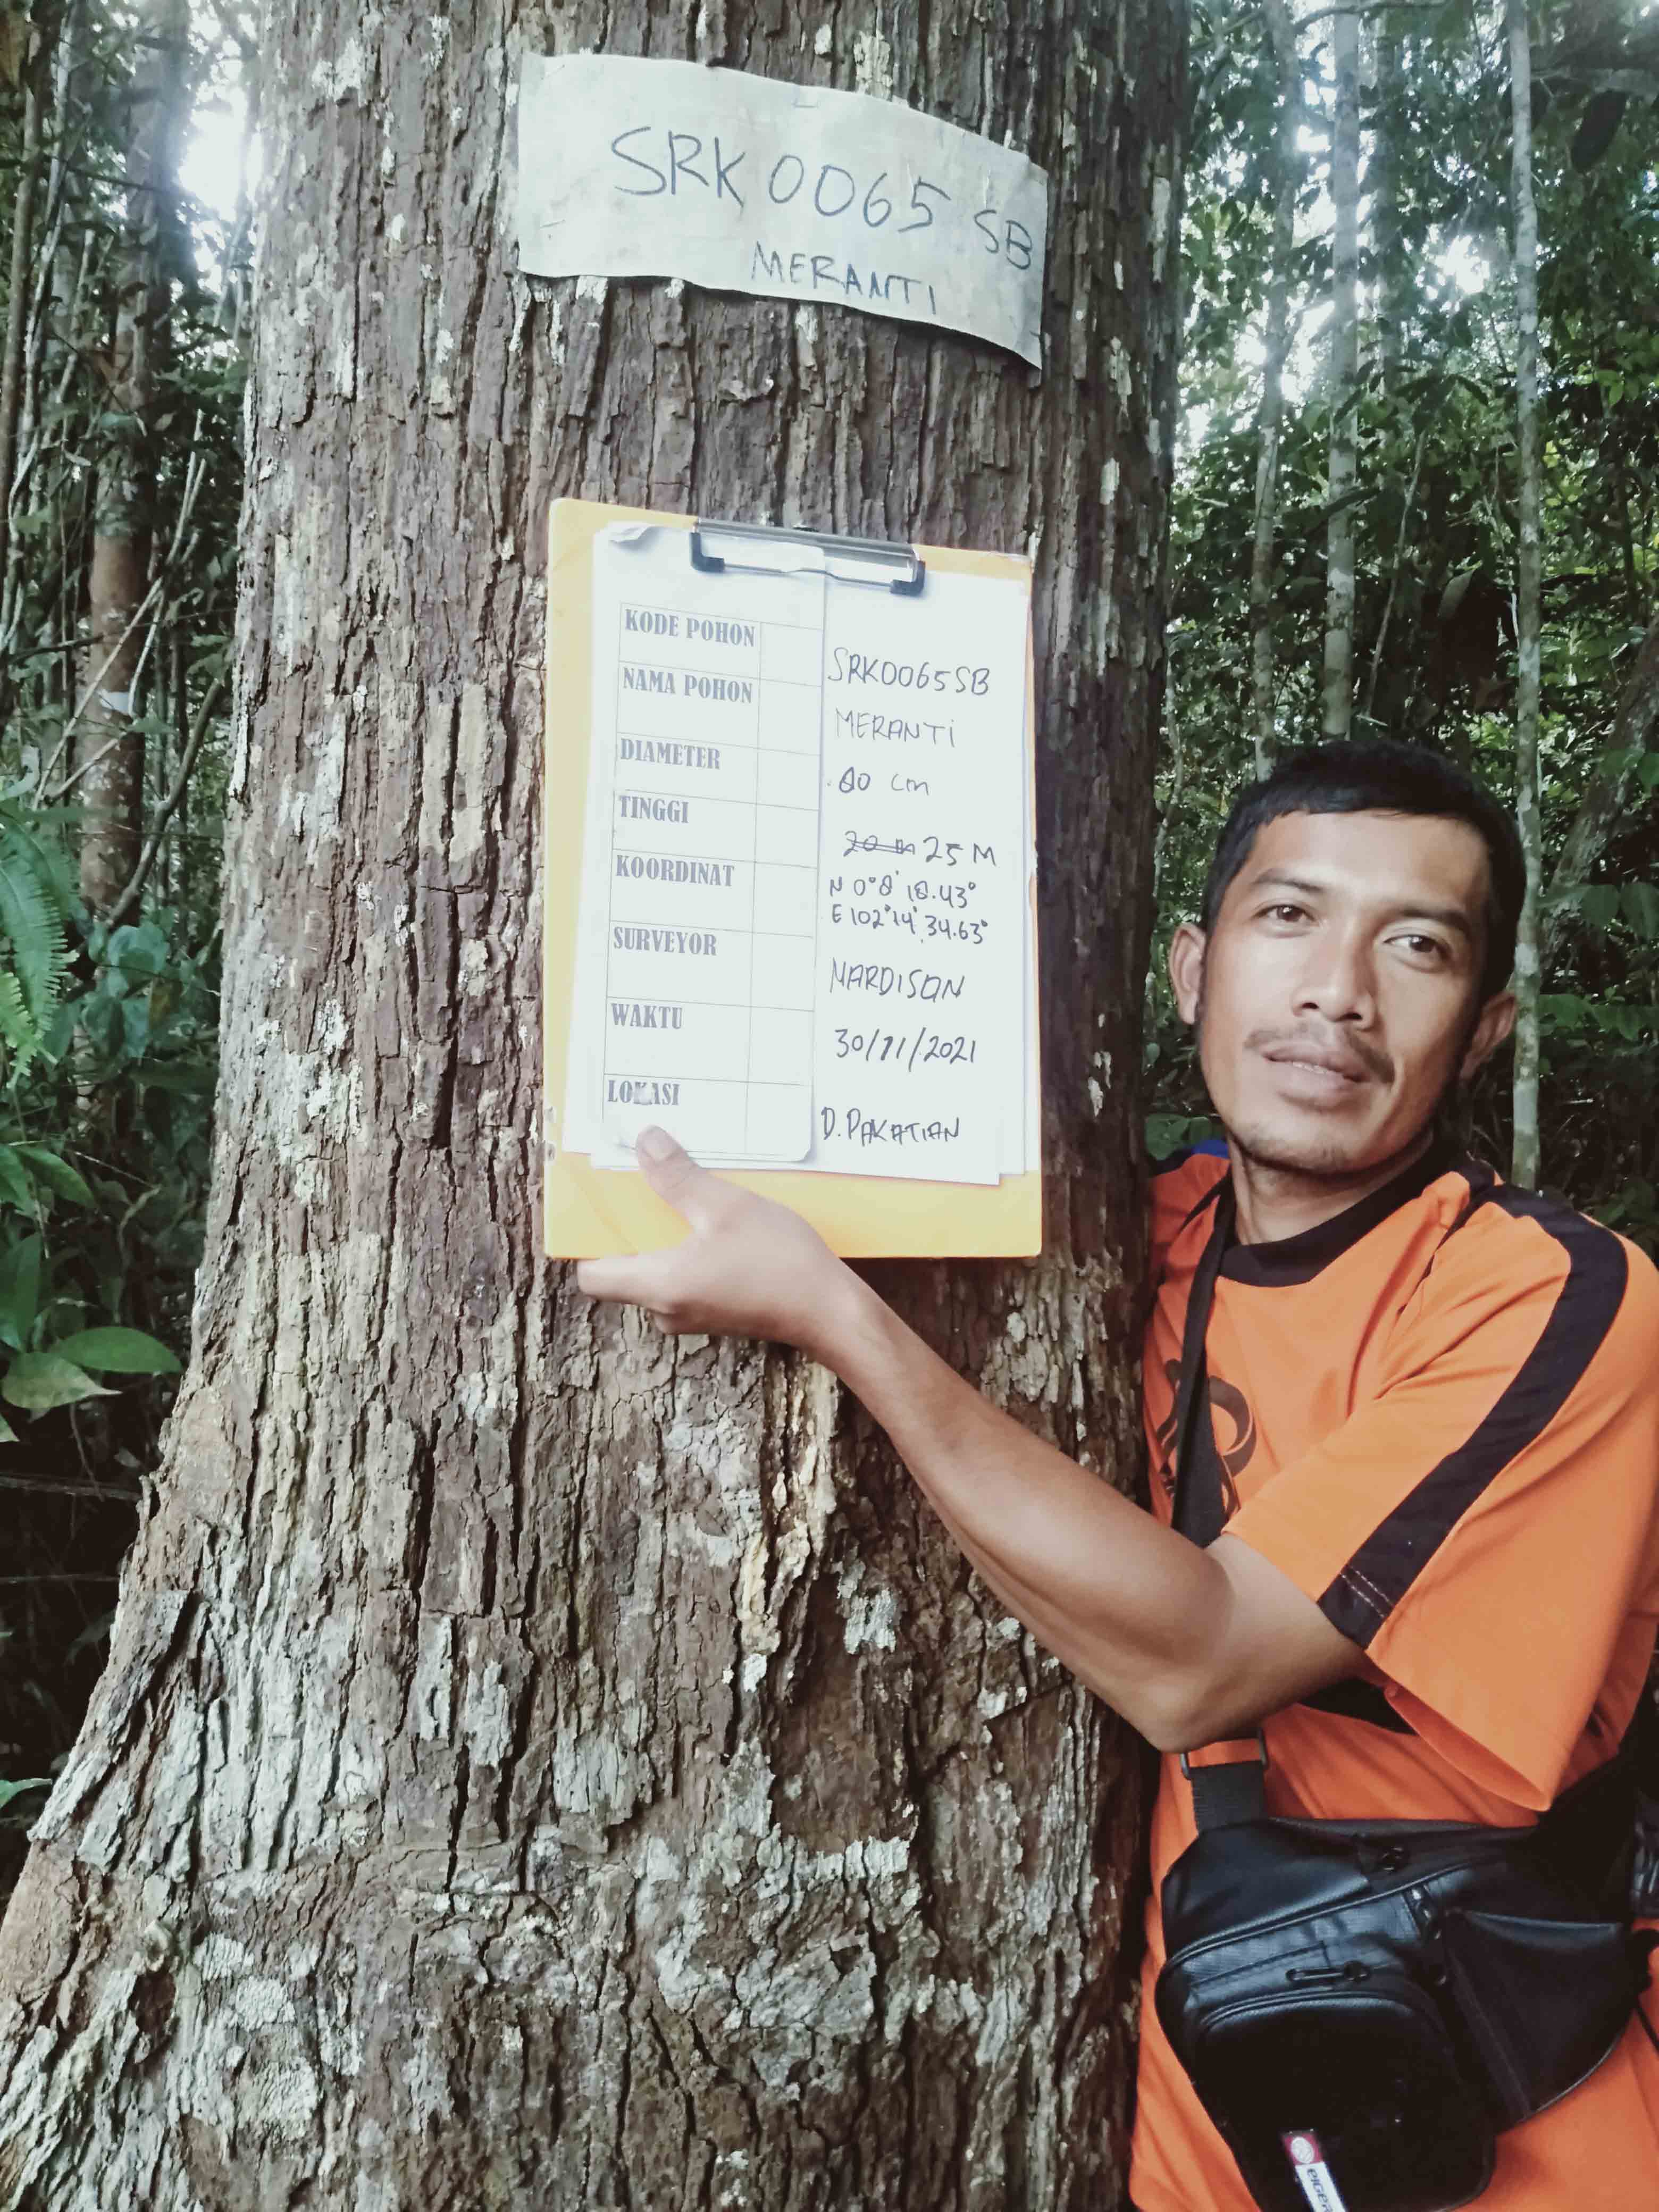 SRK 0065 SB
MERANTI
KODE POHON SRK0065SB
NAMA POHON MERANTI
DIAMETER 80 cm
TINGGI 20 m 25 M
KOORDINAT N 0°8' 18.43°
E 102°14' 34.63°
SURVEYOR MARDISON
WAKTU 30/11/2021
LOKASI D. PAKATIAN